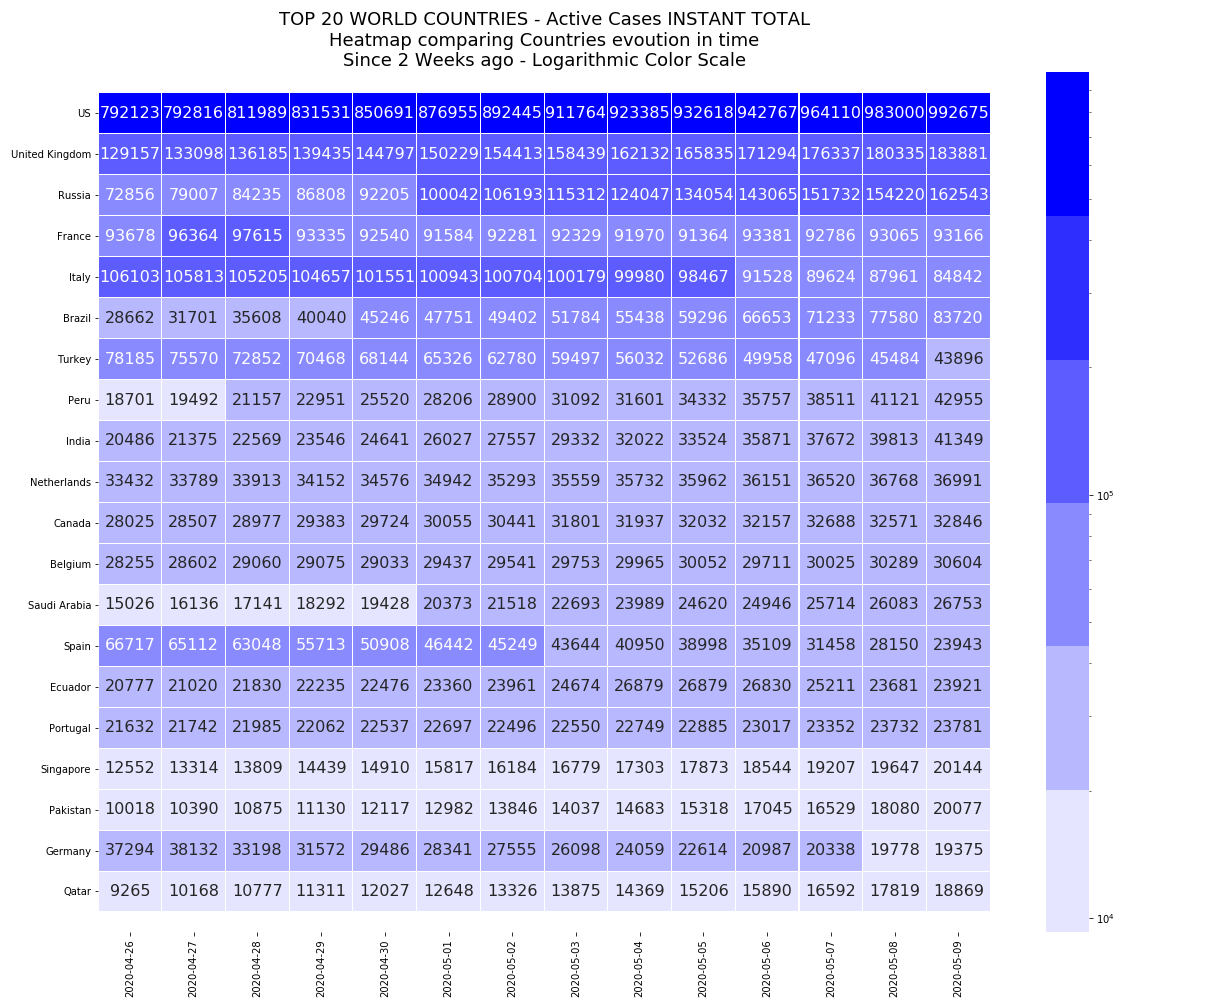 TOP 20 WORLD COUNTRIES - Active Cases INSTANT TOTAL
Heatmap comparing Countries evoution in time
Since 2 Weeks ago - Logarithmic Color Scale
US 792123 792816 811989 831531 850691 876955 892445 911764 923385 932618 942767 964110 983000 992675
United Kingdom 129157 133098 136185 139435 144797 150229 154413 158439 162132 165835 171294 176337 180335 183881
Russia 72856 79007 84235 86808 92205 100042 106193 115312 124047 134054 143065 151732 154220 162543
France 93678 96364 97615 93335 92540 91584 92281 92329 91970 91364 93381 92786 93065 93166
Italy 106103 105813 105205 104657 101551 100943 100704 100179 99980 98467 91528 89624 87961 84842
Brazil 28662 31701 35608 40040 45246 47751 49402 51784 55438 59296 66653 71233 77580 83720
Turkey 78185 75570 72852 70468 68144 65326 62780 59497 56032 52686 49958 47096 45484 43896
Peru 18701 19492 21157 22951 25520 28206 28900 31092 31601 34332 35757 38511 41121 42955
India 20486 21375 22569 23546 24641 26027 27557 29332 32022 33524 35871 37672 39813 41349
Netherlands 33432 33789 33913 34152 34576 34942 35293 35559 35732 35962 36151 36520 36768 36991
10⁵
Canada 28025 28507 28977 29383 29724 30055 30441 31801 31937 32032 32157 32688 32571 32846
Belgium 28255 28602 29060 29075 29033 29437 29541 29753 29965 30052 29711 30025 30289 30604
Saudi Arabia 15026 16136 17141 18292 19428 20373 21518 22693 23989 24620 24946 25714 26083 26753
Spain 66717 65112 63048 55713 50908 46442 45249 43644 40950 38998 35109 31458 28150 23943
Ecuador 20777 21020 21830 22235 22476 23360 23961 24674 26879 26879 26830 25211 23681 23921
Portugal 21632 21742 21985 22062 22537 22697 22496 22550 22749 22885 23017 23352 23732 23781
Singapore 12552 13314 13809 14439 14910 15817 16184 16779 17303 17873 18544 19207 19647 20144
Pakistan 10018 10390 10875 11130 12117 12982 13846 14037 14683 15318 17045 16529 18080 20077
Germany 37294 38132 33198 31572 29486 28341 27555 26098 24059 22614 20987 20338 19778 19375
Qatar 9265 10168 10777 11311 12027 12648 13326 13875 14369 15206 15890 16592 17819 18869
10⁴
2020-04-26 2020-04-27 2020-04-28 2020-04-29 2020-04-30 2020-05-01 2020-05-02 2020-05-03 2020-05-04 2020-05-05 2020-05-06 2020-05-07 2020-05-08 2020-05-09